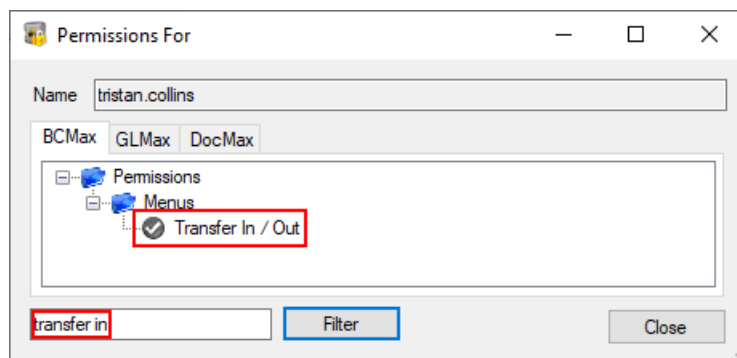 Permissions For
Name tristan.collins
BCMax GLMax DocMax
Permissions
Menus
Transfer In / Out
transfer in Filter Close